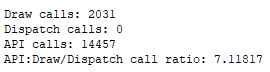 Draw calls: 2031
Dispatch calls: 0
API calls: 14457
API:Draw/Dispatch call ratio: 7.11817